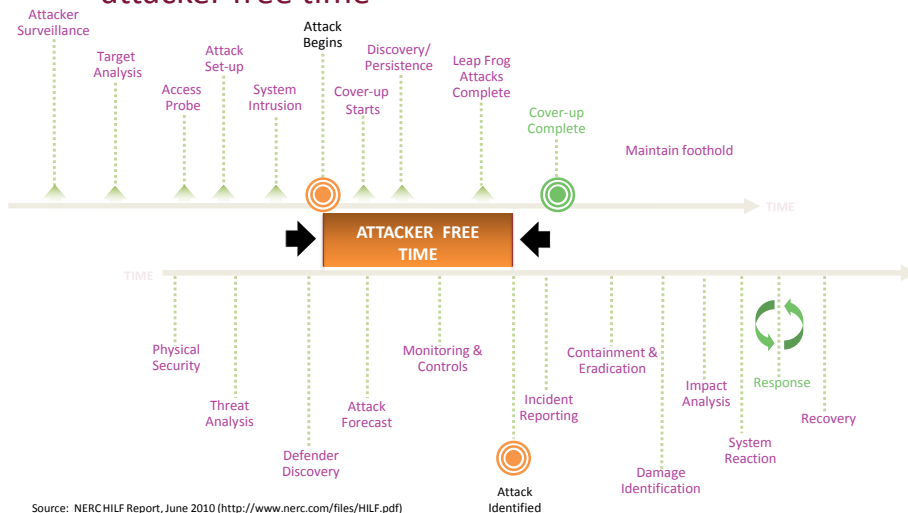 attacker free time
Attacker
Surveillance
Target
Analysis
Access
Probe
Attack
Set-up
System
Intrusion
Attack
Begins
Cover-up
Starts
Discovery/
Persistence
Leap Frog
Attacks
Complete
Cover-up
Complete
Maintain foothold
TIME
ATTACKER FREE
TIME
TIME
Physical
Security
Threat
Analysis
Defender
Discovery
Attack
Forecast
Monitoring &
Controls
Attack
Identified
Incident
Reporting
Containment &
Eradication
Damage
Identification
Impact
Analysis
System
Reaction
Response
Recovery
Source: NERC HILF Report, June 2010 (http://www.nerc.com/files/HILF.pdf)